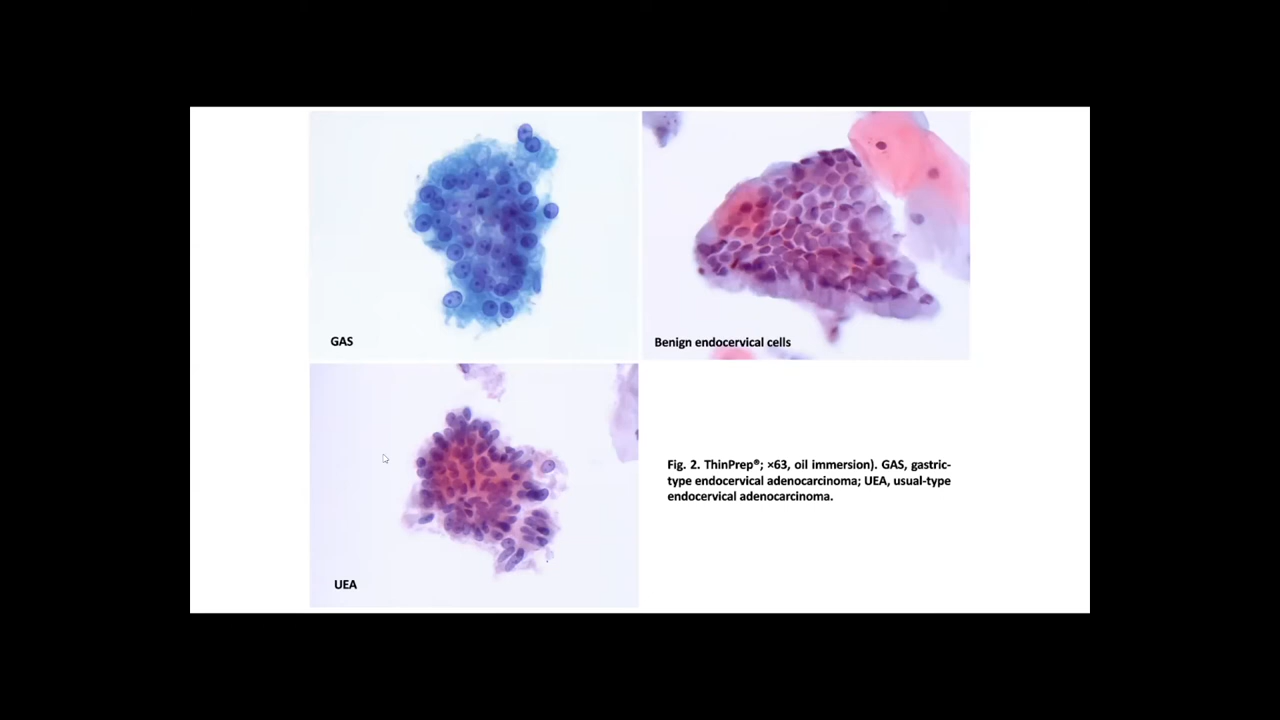 GAS
Benign endocervical cells
UEA
Fig. 2. ThinPrep®; ×63, oil immersion). GAS, gastric-
type endocervical adenocarcinoma; UEA, usual-type
endocervical adenocarcinoma.